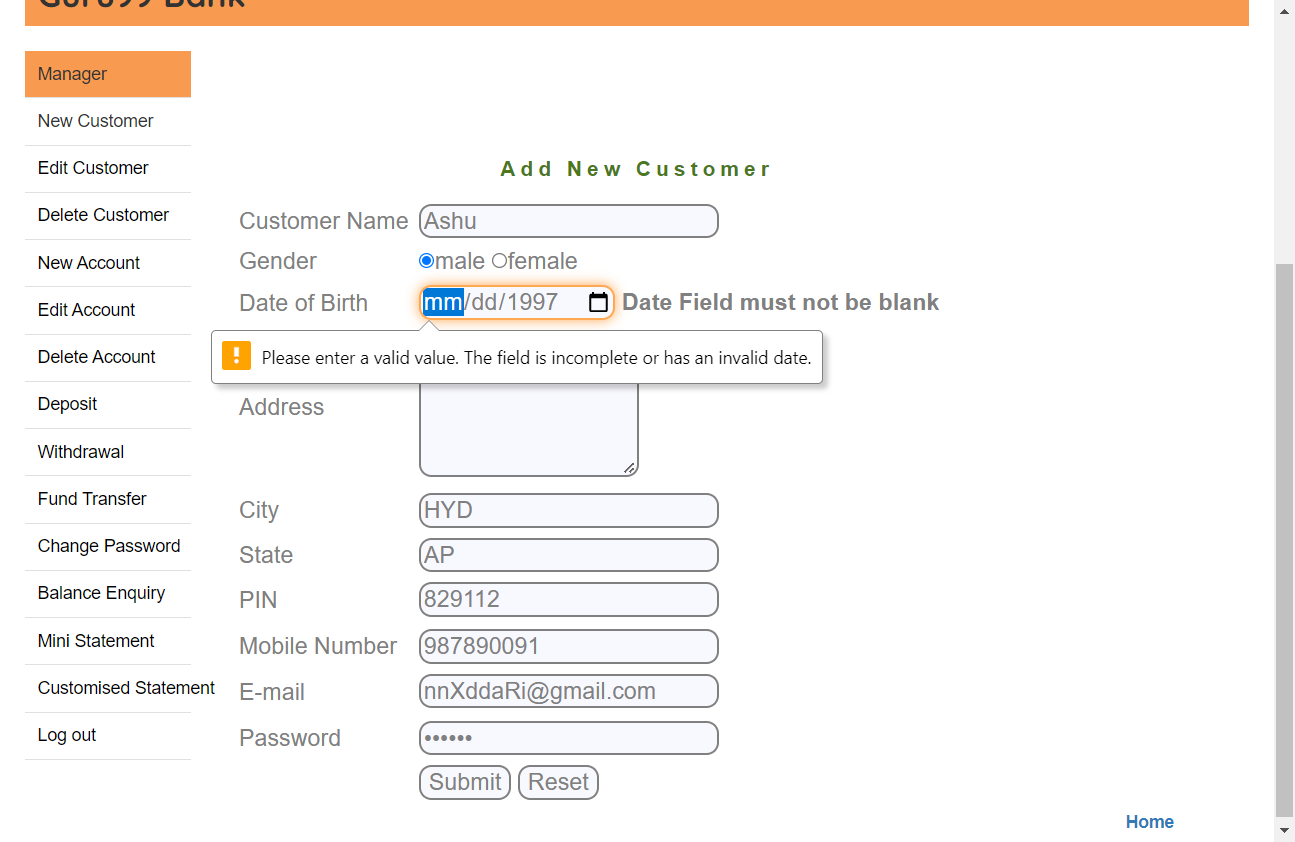 Guru99 Bank
Manager
New Customer
Edit Customer
Delete Customer
New Account
Edit Account
Delete Account
Deposit
Withdrawal
Fund Transfer
Change Password
Balance Enquiry
Mini Statement
Customised Statement
Log out
Add New Customer
Customer Name Ashu
Gender male female
Date of Birth mm/dd/1997 Date Field must not be blank
! Please enter a valid value. The field is incomplete or has an invalid date.
Address
City HYD
State AP
PIN 829112
Mobile Number 987890091
E-mail nnXddaRi@gmail.com
Password ••••••
Submit Reset
Home